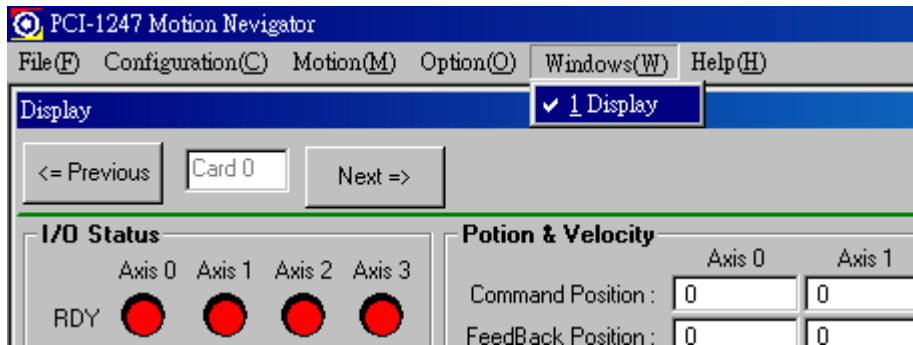 PCI-1247 Motion Nevigator
File(F) Configuration(C) Motion(M) Option(O) Windows(W) Help(H)
Display
✔ 1 Display
<= Previous Card 0 Next =>
I/O Status
Axis 0 Axis 1 Axis 2 Axis 3
RDY
Potion & Velocity
Axis 0 Axis 1
Command Position : 0 0
FeedBack Position : 0 0